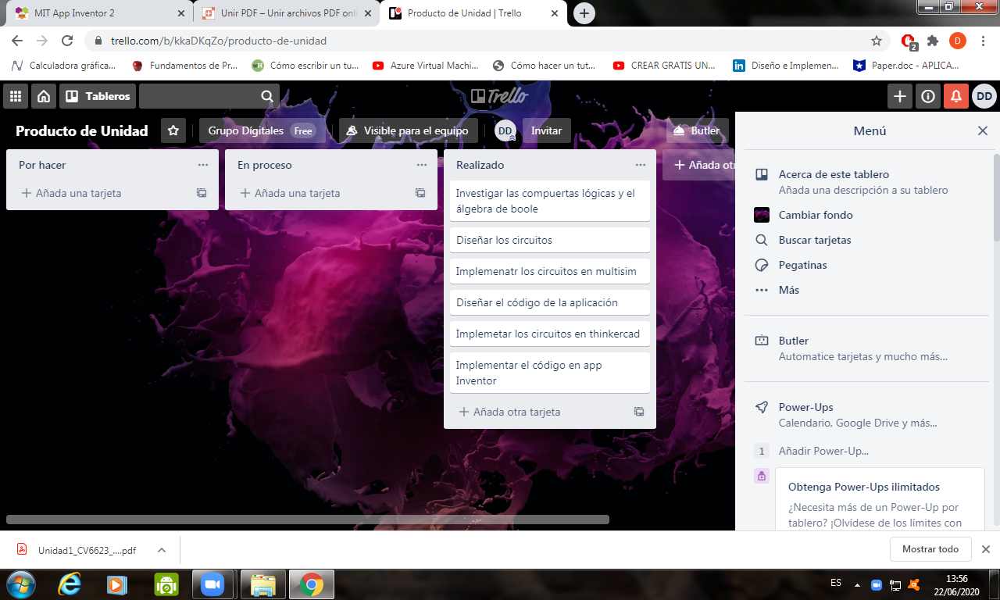 MIT App Inventor 2
Unir PDF – Unir archivos PDF onli
Producto de Unidad | Trello
trello.com/b/kkaDKqZo/producto-de-unidad
2
D
Calculadora gráfica...
Fundamentos de Pr...
Cómo escribir un tu...
Azure Virtual Machi...
Cómo hacer un tut...
CREAR GRATIS UN...
Diseño e Implemen...
Paper.doc - APLICA...
Tableros
Trello
DD
Producto de Unidad
Grupo Digitales Free
Visible para el equipo
DD
Invitar
Butler
Por hacer
Añada una tarjeta
En proceso
Añada una tarjeta
Realizado
Investigar las compuertas lógicas y el
álgebra de boole
Diseñar los circuitos
Implemenatr los circuitos en multisim
Diseñar el código de la aplicación
Implemetar los circuitos en thinkercad
Implementar el código en app
Inventor
Añada otra tarjeta
Añada otr
Menú
Acerca de este tablero
Añada una descripción a su tablero
Cambiar fondo
Buscar tarjetas
Pegatinas
Más
Butler
Automatice tarjetas y mucho más...
Power-Ups
Calendario, Google Drive y más...
1 Añadir Power-Up...
Obtenga Power-Ups ilimitados
¿Necesita más de un Power-Up por
tablero? ¡Olvídese de los límites con
Unidad1_CV6623_....pdf
Mostrar todo
ES
13:56
22/06/2020